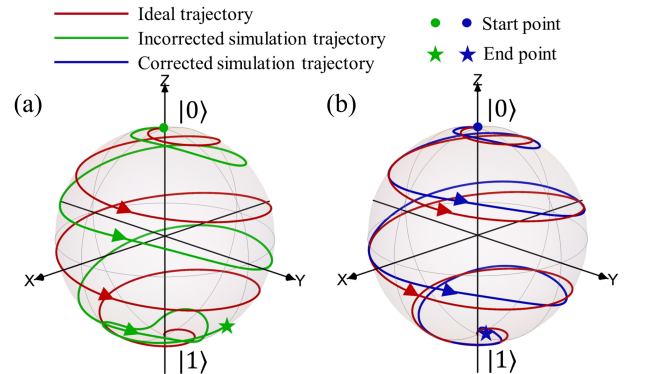 Ideal trajectory
Incorrected simulation trajectory
Corrected simulation trajectory
Start point
End point
(a)
Z
|0⟩
X
Y
|1⟩
(b)
Z
|0⟩
X
Y
|1⟩